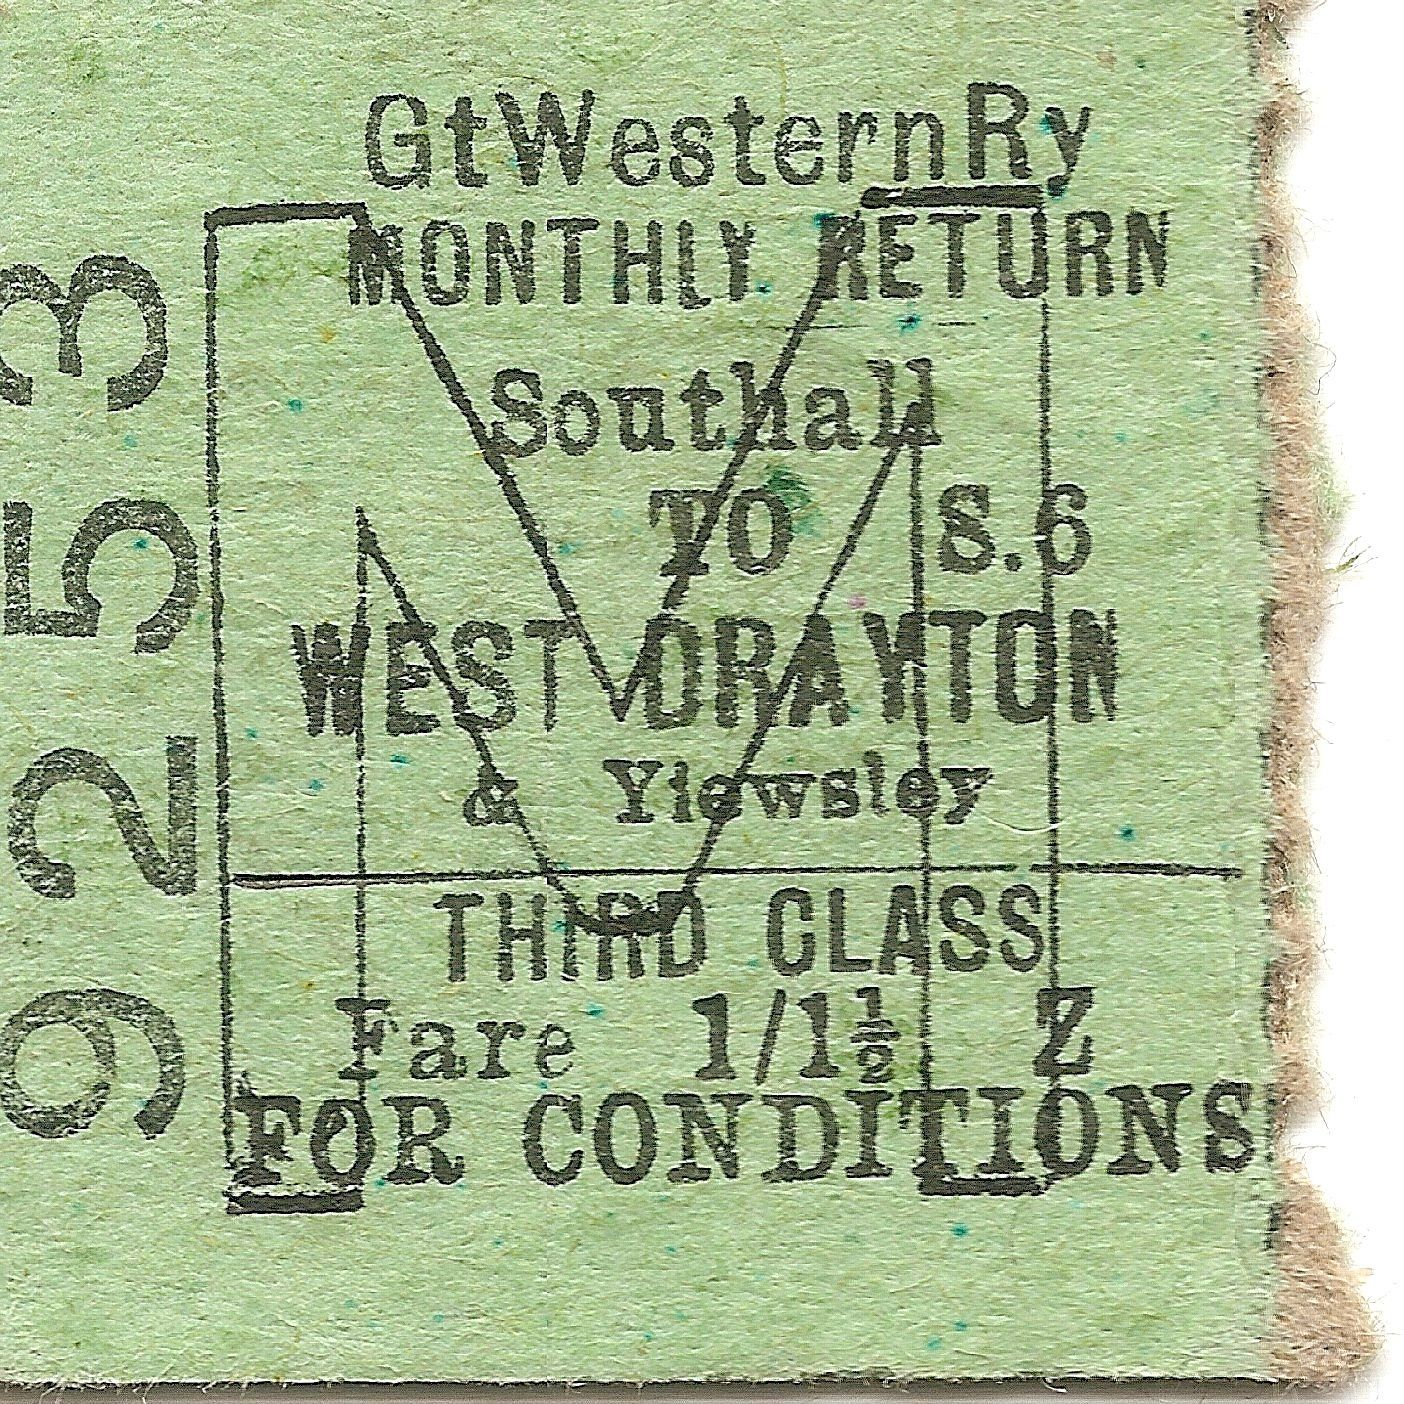 9253
GtWesternRy
MONTHLY RETURN
Southall
TO S.6
WEST DRAYTON
& Yiewsley
THIRD CLASS
Fare 1/1½ Z
FOR CONDITIONS
M